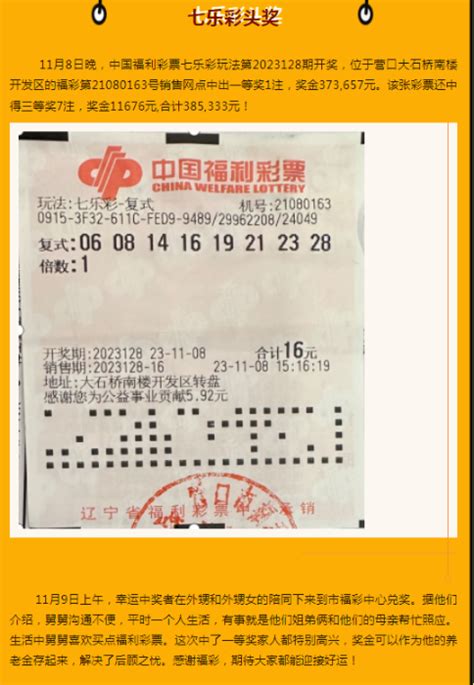 七乐彩头奖
11月8日晚，中国福利彩票七乐彩玩法第2023128期开奖，位于营口大石桥南楼
开发区的福彩第21080163号销售网点中出一等奖1注，奖金373,657元。该张彩票还中
得三等奖7注，奖金11676元,合计385,333元！
中国福利彩票
CHINA WELFARE LOTTERY
玩法:七乐彩-复式 机号:21080163
0915-3F32-611C-FED9-9489/29962208/24049
复式:06 08 14 16 19 21 23 28
倍数:1
开奖期:2023128 23-11-08 合计16元
销售期:2023128-16 23-11-08 15:16:19
地址:大石桥南楼开发区转盘
感谢您为公益事业贡献5.92元
辽宁省福利彩票中 承销
11月9日上午，幸运中奖者在外甥和外甥女的陪同下来到市福彩中心兑奖。据他们
介绍，舅舅沟通不便，平时一个人生活，有事就是他们姐弟俩和他们的母亲帮忙照应。
生活中舅舅喜欢买点福利彩票。这次中了一等奖家人都特别高兴，奖金可以作为他的养
老金存起来，解决了后顾之忧。感谢福彩，期待大家都能迎接好运！